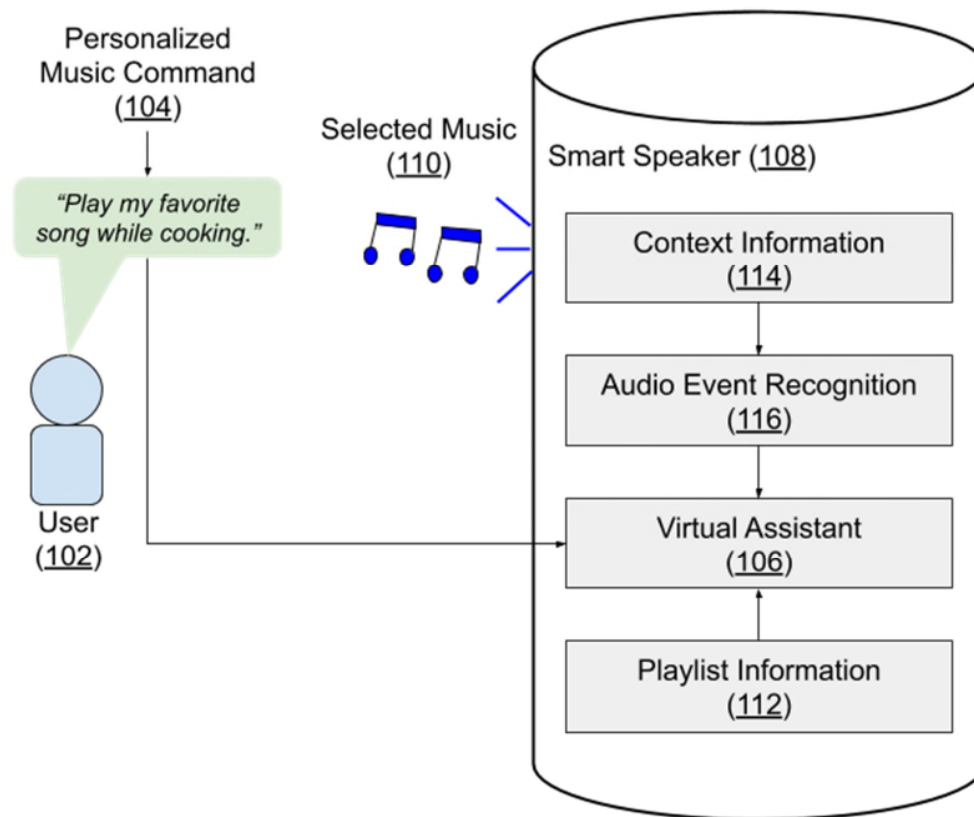 Personalized
Music Command
(104)
“Play my favorite
song while cooking.”
User
(102)
Selected Music
(110)
Smart Speaker (108)
Context Information
(114)
Audio Event Recognition
(116)
Virtual Assistant
(106)
Playlist Information
(112)